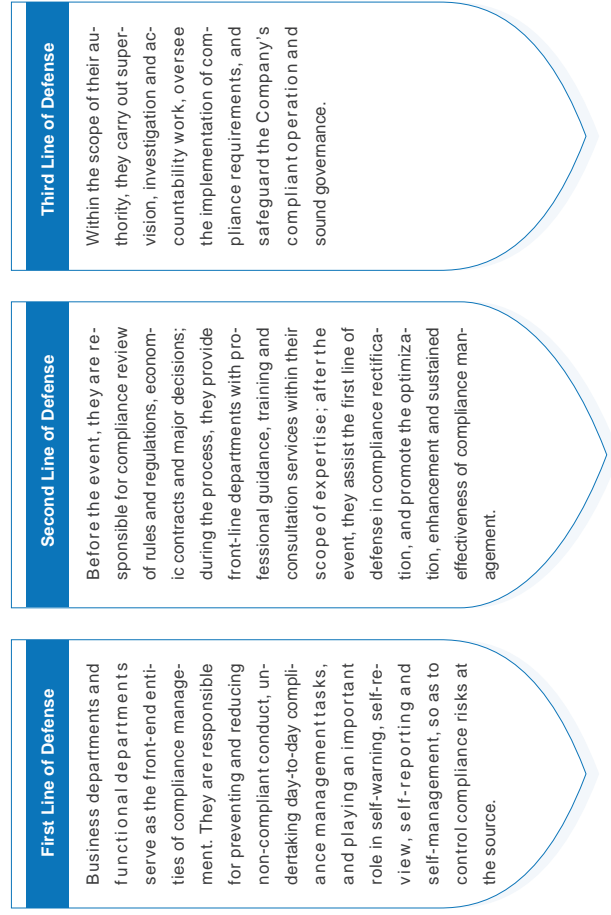 First Line of Defense
Business departments and
functional departments
serve as the front-end enti-
ties of compliance manage-
ment. They are responsible
for preventing and reducing
non-compliant conduct, un-
dertaking day-to-day compli-
ance management tasks,
and playing an important
role in self-warning, self-re-
view, self-reporting and
self-management, so as to
control compliance risks at
the source.
Second Line of Defense
Before the event, they are re-
sponsible for compliance review
of rules and regulations, econom-
ic contracts and major decisions;
during the process, they provide
front-line departments with pro-
fessional guidance, training and
consultation services within their
scope of expertise; after the
event, they assist the first line of
defense in compliance rectifica-
tion, and promote the optimiza-
tion, enhancement and sustained
effectiveness of compliance man-
agement.
Third Line of Defense
Within the scope of their au-
thority, they carry out super-
vision, investigation and ac-
countability work, oversee
the implementation of com-
pliance requirements, and
safeguard the Company's
compliant operation and
sound governance.